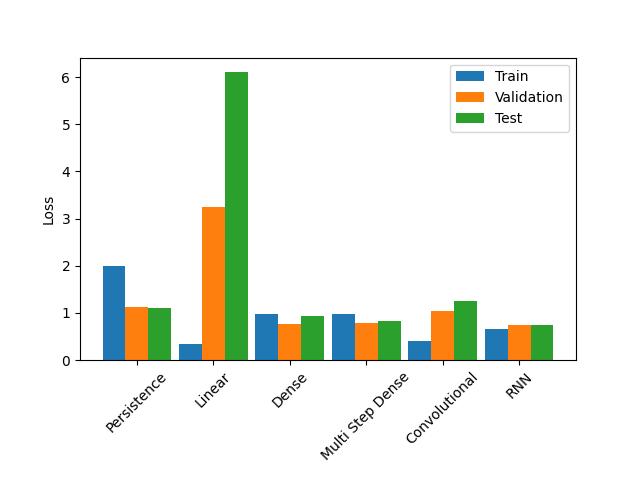 6
5
4
3
2
1
0
Loss
Train
Validation
Test
Persistence
Linear
Dense
Multi Step Dense
Convolutional
RNN